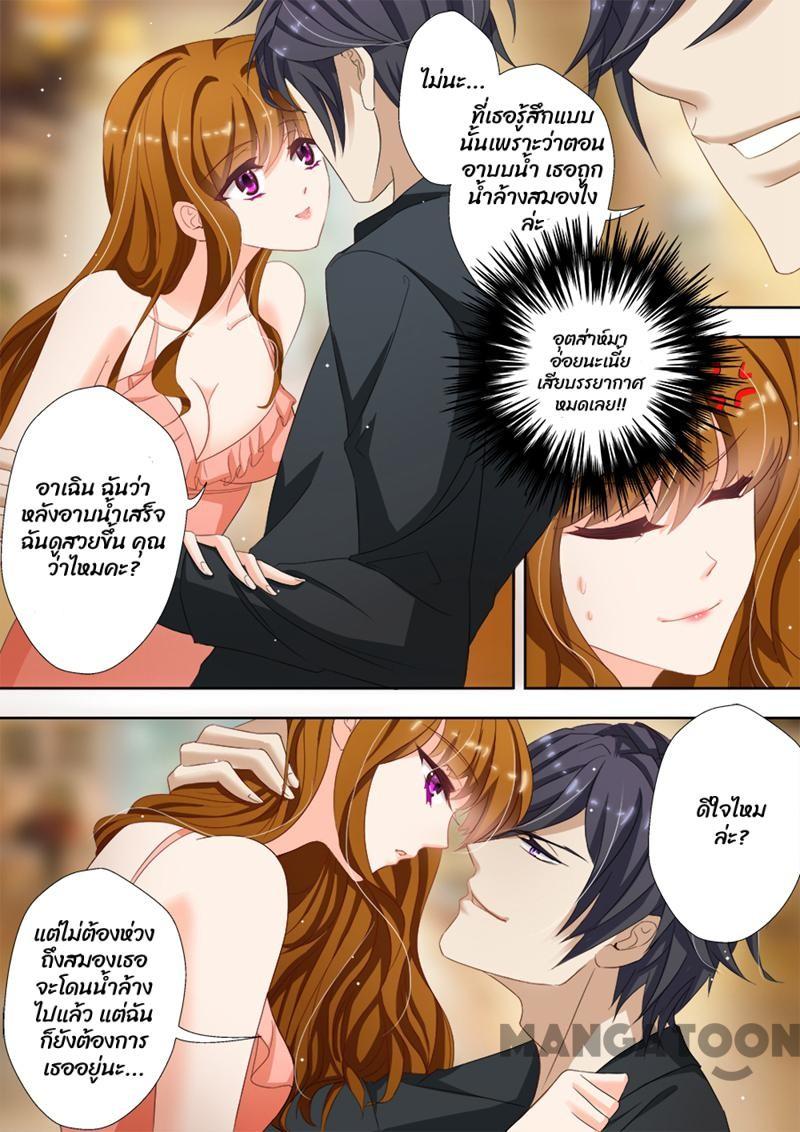 อาเฉิน ฉันว่า
หลังอาบน้ำเสร็จ
ฉันดูสวยขึ้น คุณ
ว่าไหมคะ?
ไม่นะ...
ที่เธอรู้สึกแบบ
นั้นเพราะว่าตอน
อาบบน้ำ เธอถูก
น้ำล้างสมองไง
ล่ะ
อุตส่าห์มา
อ่อยนะเนี้ย
เสียบรรยากาศ
หมดเลย!!
ดีใจไหม
ล่ะ?
แต่ไม่ต้องห่วง
ถึงสมองเธอ
จะโดนน้ำล้าง
ไปแล้ว แต่ฉัน
ก็ยังต้องการ
เธออยู่นะ...
MANGATOON